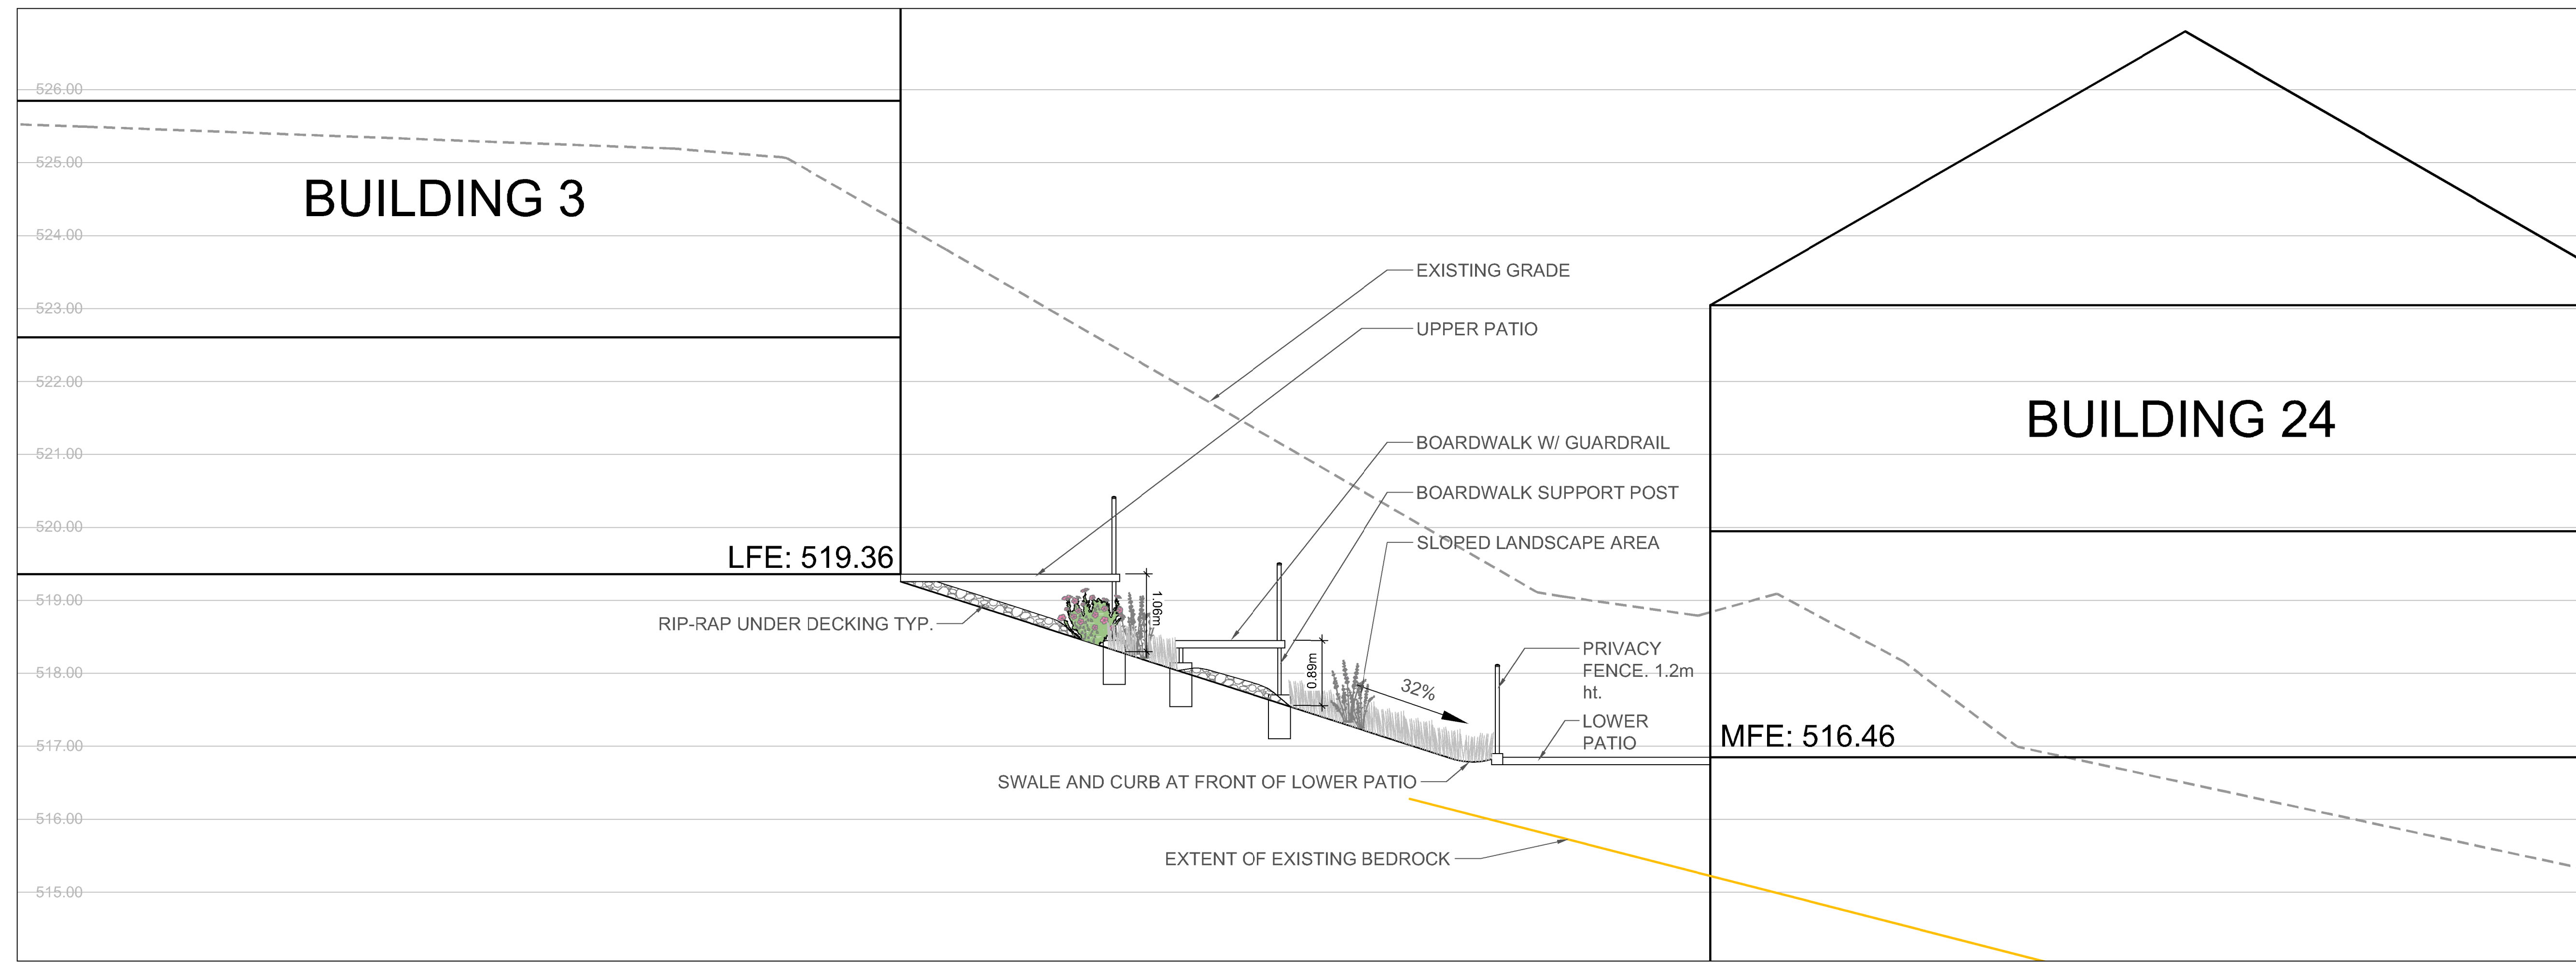 526.00
525.00
BUILDING 3
524.00
EXISTING GRADE
523.00
UPPER PATIO
522.00
BUILDING 24
521.00
BOARDWALK W/ GUARDRAIL
BOARDWALK SUPPORT POST
520.00
SLOPED LANDSCAPE AREA
LFE: 519.36
519.00
1.06m
RIP-RAP UNDER DECKING TYP.
518.00
0.89m
32%
PRIVACY
FENCE. 1.2m
ht.
LOWER
PATIO
517.00
MFE: 516.46
SWALE AND CURB AT FRONT OF LOWER PATIO
516.00
EXTENT OF EXISTING BEDROCK
515.00